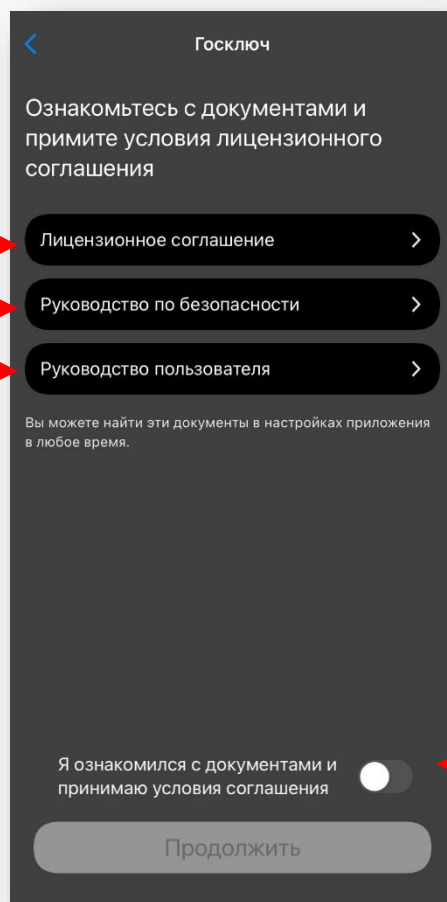 Госключ
Ознакомьтесь с документами и
примите условия лицензионного
соглашения
Лицензионное соглашение
Руководство по безопасности
Руководство пользователя
Вы можете найти эти документы в настройках приложения
в любое время.
Я ознакомился с документами и
принимаю условия соглашения
Продолжить